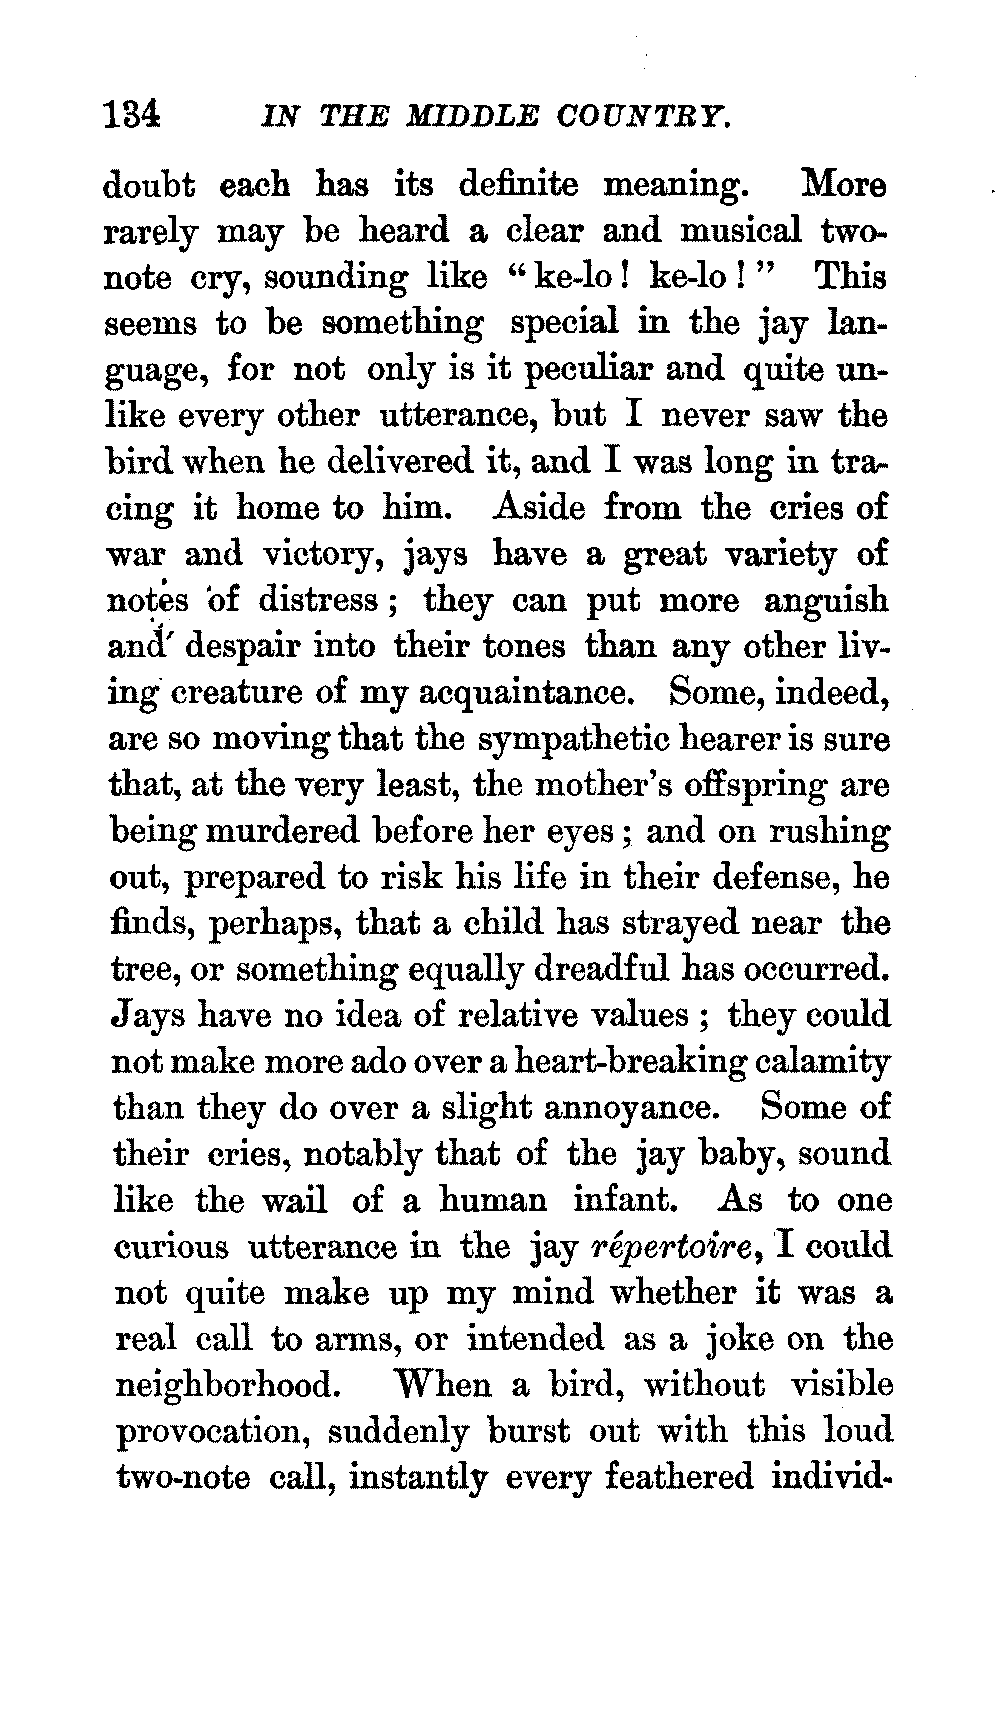 134 IN THE MIDDLE COUNTRY.
doubt each has its definite meaning. More
rarely may be heard a clear and musical two-
note cry, sounding like “ke-lo! ke-lo!” This
seems to be something special in the jay lan-
guage, for not only is it peculiar and quite un-
like every other utterance, but I never saw the
bird when he delivered it, and I was long in tra-
cing it home to him. Aside from the cries of
war and victory, jays have a great variety of
notes of distress; they can put more anguish
and despair into their tones than any other liv-
ing creature of my acquaintance. Some, indeed,
are so moving that the sympathetic hearer is sure
that, at the very least, the mother’s offspring are
being murdered before her eyes; and on rushing
out, prepared to risk his life in their defense, he
finds, perhaps, that a child has strayed near the
tree, or something equally dreadful has occurred.
Jays have no idea of relative values; they could
not make more ado over a heart-breaking calamity
than they do over a slight annoyance. Some of
their cries, notably that of the jay baby, sound
like the wail of a human infant. As to one
curious utterance in the jay répertoire, I could
not quite make up my mind whether it was a
real call to arms, or intended as a joke on the
neighborhood. When a bird, without visible
provocation, suddenly burst out with this loud
two-note call, instantly every feathered individ-